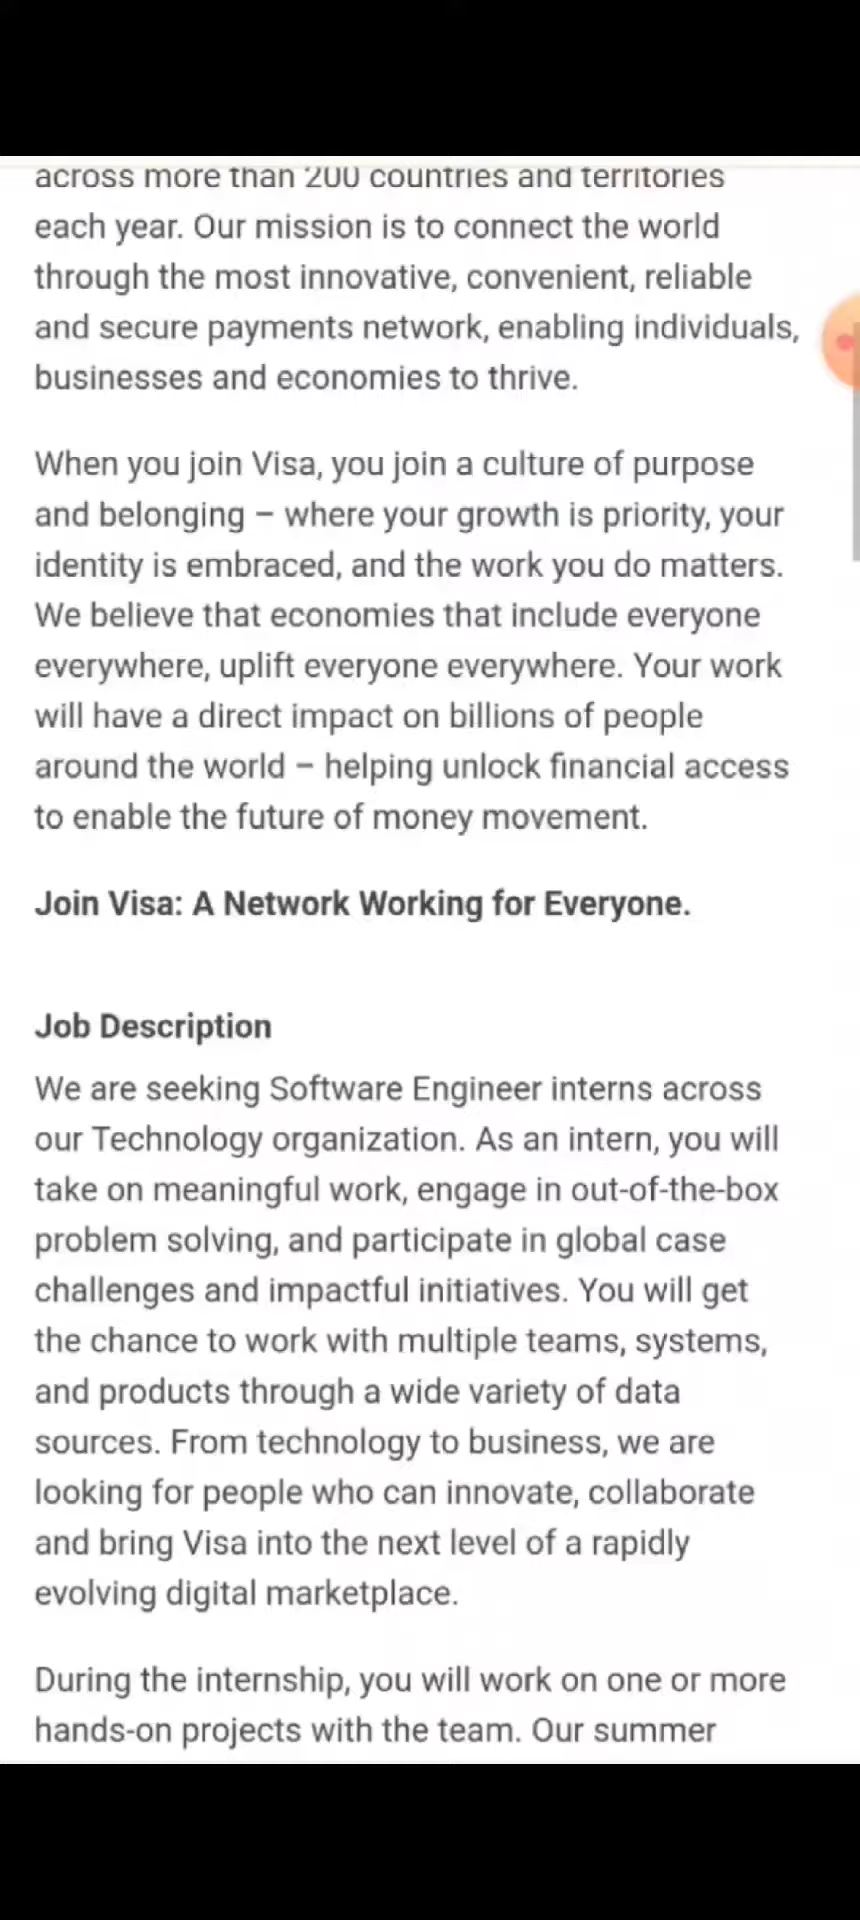 across more than 200 countries and territories
each year. Our mission is to connect the world
through the most innovative, convenient, reliable
and secure payments network, enabling individuals,
businesses and economies to thrive.
When you join Visa, you join a culture of purpose
and belonging – where your growth is priority, your
identity is embraced, and the work you do matters.
We believe that economies that include everyone
everywhere, uplift everyone everywhere. Your work
will have a direct impact on billions of people
around the world – helping unlock financial access
to enable the future of money movement.
Join Visa: A Network Working for Everyone.
Job Description
We are seeking Software Engineer interns across
our Technology organization. As an intern, you will
take on meaningful work, engage in out-of-the-box
problem solving, and participate in global case
challenges and impactful initiatives. You will get
the chance to work with multiple teams, systems,
and products through a wide variety of data
sources. From technology to business, we are
looking for people who can innovate, collaborate
and bring Visa into the next level of a rapidly
evolving digital marketplace.
During the internship, you will work on one or more
hands-on projects with the team. Our summer